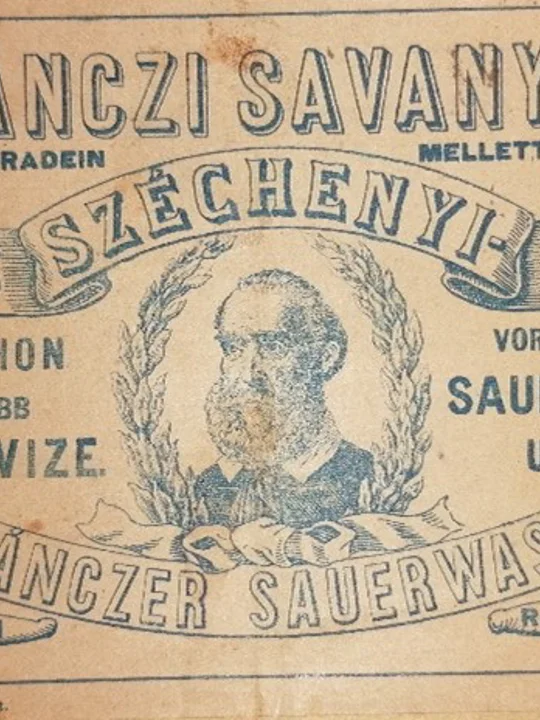 ANCZI SAVANY
RADEIN MELLETT
SZÉCHENYI-
ION VOR
BB SAU
VIZE. U
ÁNCZER SAUERWAS
R